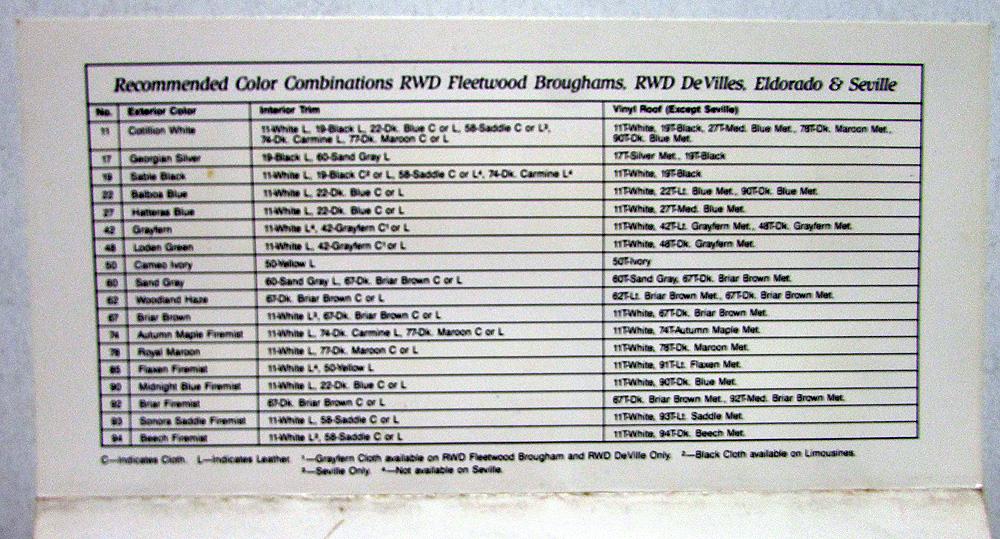 Recommended Color Combinations RWD Fleetwood Broughams, RWD DeVilles, Eldorado & Seville
No. Exterior Color Interior Trim Vinyl Roof (Except Seville)
11 Cotillion White 11-White L, 19-Black L, 22-Dk. Blue C or L, 58-Saddle C or L³, 11T-White, 19T-Black, 27T-Med. Blue Met., 78T-Dk. Maroon Met.,
74-Dk. Carmine L, 77-Dk. Maroon C or L 90T-Dk. Blue Met.
17 Georgian Silver 19-Black L, 60-Sand Gray L 17T-Silver Met., 19T-Black
19 Sable Black 11-White L, 19-Black C² or L, 58-Saddle C or L⁴, 74-Dk. Carmine L⁴ 11T-White, 19T-Black
22 Balboa Blue 11-White L, 22-Dk. Blue C or L 11T-White, 22T-Lt. Blue Met., 90T-Dk. Blue Met.
27 Hatteras Blue 11-White L, 22-Dk. Blue C or L 11T-White, 27T-Med. Blue Met.
42 Grayfern 11-White L⁴, 42-Grayfern C¹ or L 11T-White, 42T-Lt. Grayfern Met., 48T-Dk. Grayfern Met.
48 Loden Green 11-White L, 42-Grayfern C¹ or L 11T-White, 48T-Dk. Grayfern Met.
50 Cameo Ivory 50-Yellow L 50T-Ivory
60 Sand Gray 60-Sand Gray L, 67-Dk. Briar Brown C or L 60T-Sand Gray, 67T-Dk. Briar Brown Met.
62 Woodland Haze 67-Dk. Briar Brown C or L 62T-Lt. Briar Brown Met., 67T-Dk. Briar Brown Met.
67 Briar Brown 11-White L³, 67-Dk. Briar Brown C or L 11T-White, 67T-Dk. Briar Brown Met.
74 Autumn Maple Firemist 11-White L, 74-Dk. Carmine L, 77-Dk. Maroon C or L 11T-White, 74T-Autumn Maple Met.
78 Royal Maroon 11-White L, 77-Dk. Maroon C or L 11T-White, 78T-Dk. Maroon Met.
85 Flaxen Firemist 11-White L⁴, 50-Yellow L 11T-White, 91T-Lt. Flaxen Met.
90 Midnight Blue Firemist 11-White L, 22-Dk. Blue C or L 11T-White, 90T-Dk. Blue Met.
92 Briar Firemist 67-Dk. Briar Brown C or L 67T-Dk. Briar Brown Met., 92T-Med. Briar Brown Met.
93 Sonora Saddle Firemist 11-White L, 58-Saddle C or L 11T-White, 93T-Lt. Saddle Met.
94 Beech Firemist 11-White L³, 58-Saddle C or L 11T-White, 94T-Dk. Beech Met.
C—Indicates Cloth. L—Indicates Leather. ¹—Grayfern Cloth available on RWD Fleetwood Brougham and RWD DeVille Only. ²—Black Cloth available on Limousines.
³—Seville Only. ⁴—Not available on Seville.